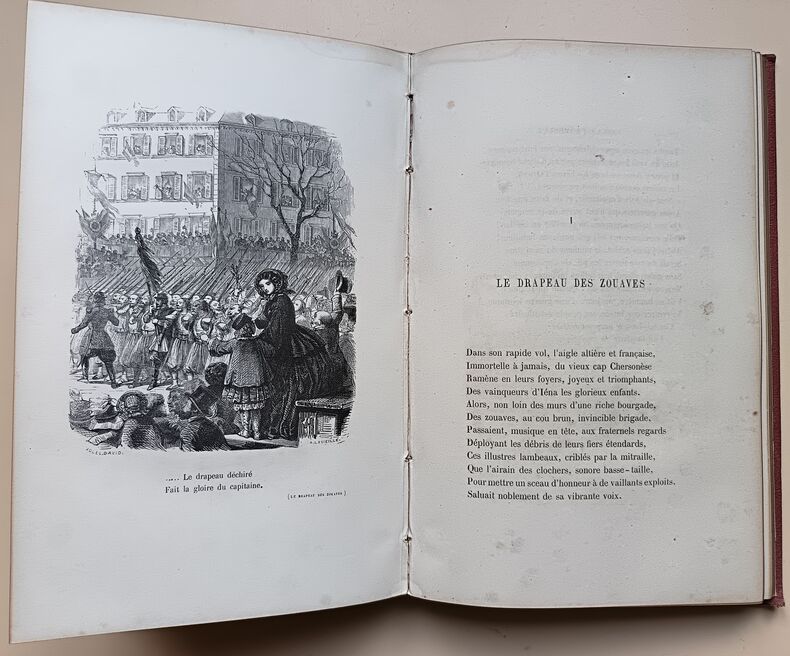 JULES.DAVID.
..... Le drapeau déchiré
Fait la gloire du capitaine.
(LE DRAPEAU DES ZOUAVES)
I
LE DRAPEAU DES ZOUAVES
Dans son rapide vol, l'aigle altière et française,
Immortelle à jamais, du vieux cap Chersonèse
Ramène en leurs foyers, joyeux et triomphants,
Des vainqueurs d'Iéna les glorieux enfants.
Alors, non loin des murs d'une riche bourgade,
Des zouaves, au cou brun, invincible brigade,
Passaient, musique en tête, aux fraternels regards
Déployant les débris de leurs fiers étendards,
Ces illustres lambeaux, criblés par la mitraille,
Que l'airain des clochers, sonore basse-taille,
Pour mettre un sceau d'honneur à de vaillants exploits.
Saluait noblement de sa vibrante voix.